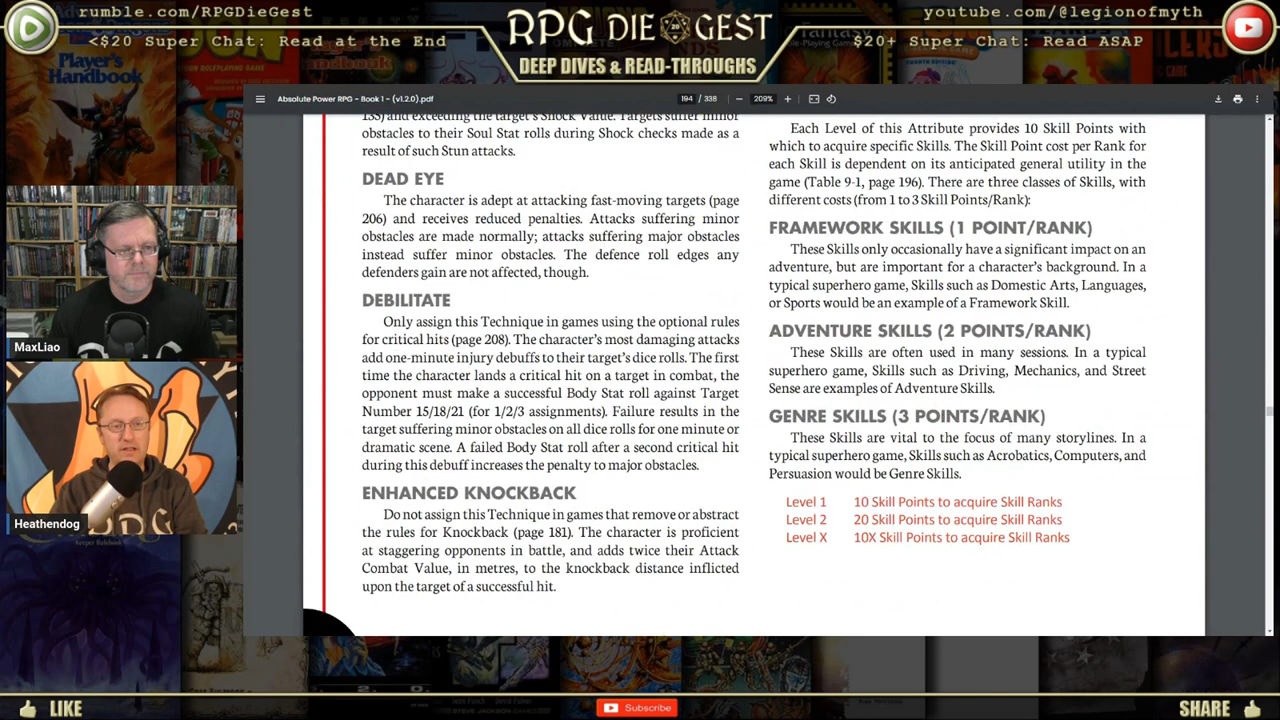 rumble.com/RPGDieGest
<$20 Super Chat: Read at the End
RPG DIE GEST
DEEP DIVES & READ-THROUGHS
youtube.com/@legionofmyth
$20+ Super Chat: Read ASAP
Player's
Handbook
Absolute Power RPG - Book 1 - (v1.2.0).pdf
194 / 338
209%
135) and exceeding the target's Shock Value. Targets suffer minor
obstacles to their Soul Stat rolls during Shock checks made as a
result of such Stun attacks.
DEAD EYE
The character is adept at attacking fast-moving targets (page
206) and receives reduced penalties. Attacks suffering minor
obstacles are made normally; attacks suffering major obstacles
instead suffer minor obstacles. The defence roll edges any
defenders gain are not affected, though.
DEBILITATE
Only assign this Technique in games using the optional rules
for critical hits (page 208). The character's most damaging attacks
add one-minute injury debuffs to their target's dice rolls. The first
time the character lands a critical hit on a target in combat, the
opponent must make a successful Body Stat roll against Target
Number 15/18/21 (for 1/2/3 assignments). Failure results in the
target suffering minor obstacles on all dice rolls for one minute or
dramatic scene. A failed Body Stat roll after a second critical hit
during this debuff increases the penalty to major obstacles.
ENHANCED KNOCKBACK
Do not assign this Technique in games that remove or abstract
the rules for Knockback (page 181). The character is proficient
at staggering opponents in battle, and adds twice their Attack
Combat Value, in metres, to the knockback distance inflicted
upon the target of a successful hit.
Each Level of this Attribute provides 10 Skill Points with
which to acquire specific Skills. The Skill Point cost per Rank for
each Skill is dependent on its anticipated general utility in the
game (Table 9-1, page 196). There are three classes of Skills, with
different costs (from 1 to 3 Skill Points/Rank):
FRAMEWORK SKILLS (1 POINT/RANK)
These Skills only occasionally have a significant impact on an
adventure, but are important for a character's background. In a
typical superhero game, Skills such as Domestic Arts, Languages,
or Sports would be an example of a Framework Skill.
ADVENTURE SKILLS (2 POINTS/RANK)
These Skills are often used in many sessions. In a typical
superhero game, Skills such as Driving, Mechanics, and Street
Sense are examples of Adventure Skills.
GENRE SKILLS (3 POINTS/RANK)
These Skills are vital to the focus of many storylines. In a
typical superhero game, Skills such as Acrobatics, Computers, and
Persuasion would be Genre Skills.
Level 1 10 Skill Points to acquire Skill Ranks
Level 2 20 Skill Points to acquire Skill Ranks
Level X 10X Skill Points to acquire Skill Ranks
MaxLiao
Heathendog
LIKE
Subscribe
SHARE